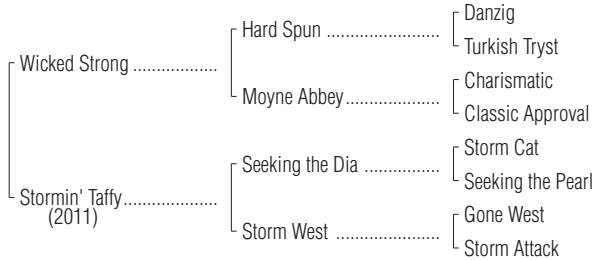 Danzig
Hard Spun ....................
Turkish Tryst
Wicked Strong ...............
Charismatic
Moyne Abbey.................
Classic Approval
Storm Cat
Seeking the Dia .............
Seeking the Pearl
Stormin' Taffy.................
(2011)
Gone West
Storm West ..................
Storm Attack